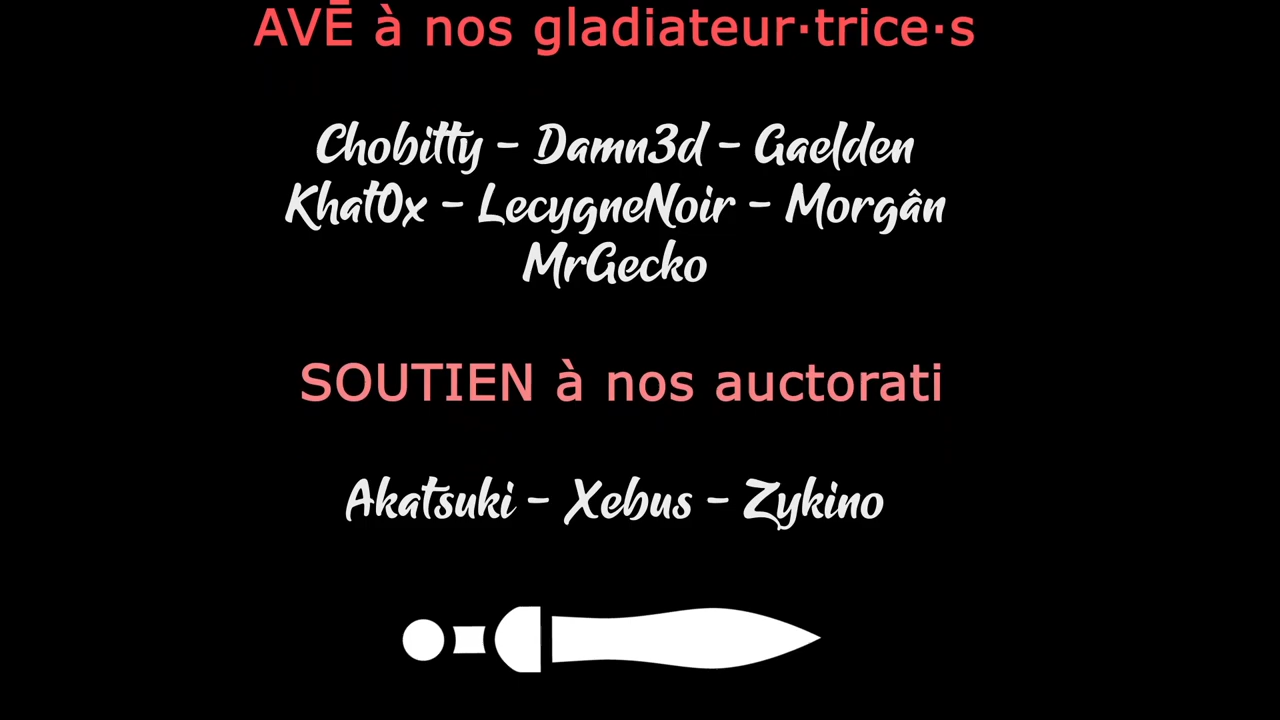 AVĒ à nos gladiateur·trice·s
Chobitty - Damn3d - Gaelden
Khat0x - LecygneNoir - Morgân
MrGecko
SOUTIEN à nos auctorati
Akatsuki - Xebus - Zykino